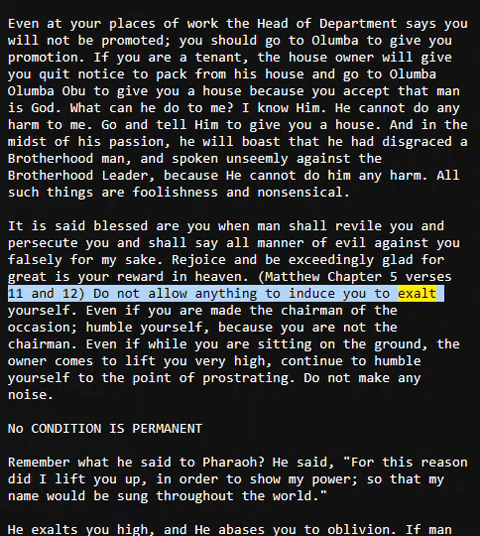 Even at your places of work the Head of Department says you
will not be promoted; you should go to Olumba to give you
promotion. If you are a tenant, the house owner will give
you quit notice to pack from his house and go to Olumba
Olumba Obu to give you a house because you accept that man
is God. What can he do to me? I know Him. He cannot do any
harm to me. Go and tell Him to give you a house. And in the
midst of his passion, he will boast that he had disgraced a
Brotherhood man, and spoken unseemly against the
Brotherhood Leader, because He cannot do him any harm. All
such things are foolishness and nonsensical.
It is said blessed are you when man shall revile you and
persecute you and shall say all manner of evil against you
falsely for my sake. Rejoice and be exceedingly glad for
great is your reward in heaven. (Matthew Chapter 5 verses
11 and 12) Do not allow anything to induce you to exalt
yourself. Even if you are made the chairman of the
occasion; humble yourself, because you are not the
chairman. Even if while you are sitting on the ground, the
owner comes to lift you very high, continue to humble
yourself to the point of prostrating. Do not make any
noise.
No CONDITION IS PERMANENT
Remember what he said to Pharaoh? He said, "For this reason
did I lift you up, in order to show my power; so that my
name would be sung throughout the world."
He exalts you high, and He abases you to oblivion. If man